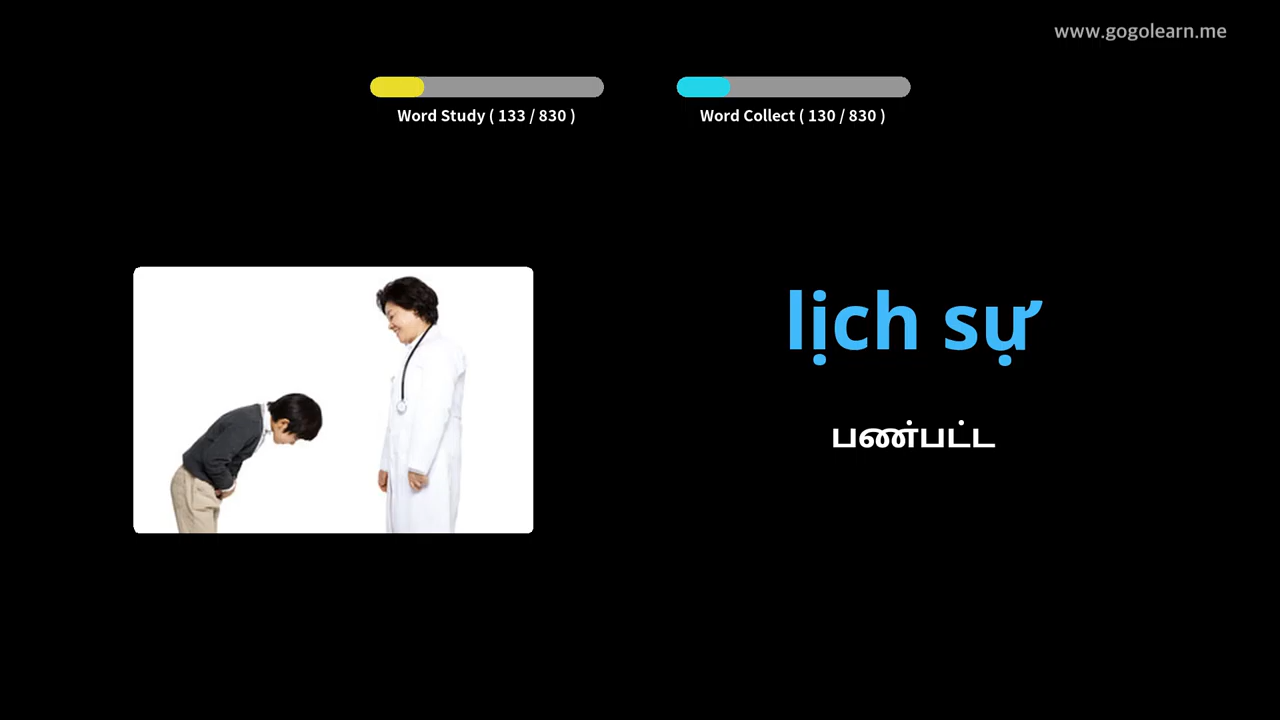 www.gogolearn.me
Word Study ( 133 / 830 )
Word Collect ( 130 / 830 )
lịch sự
பண்பட்ட